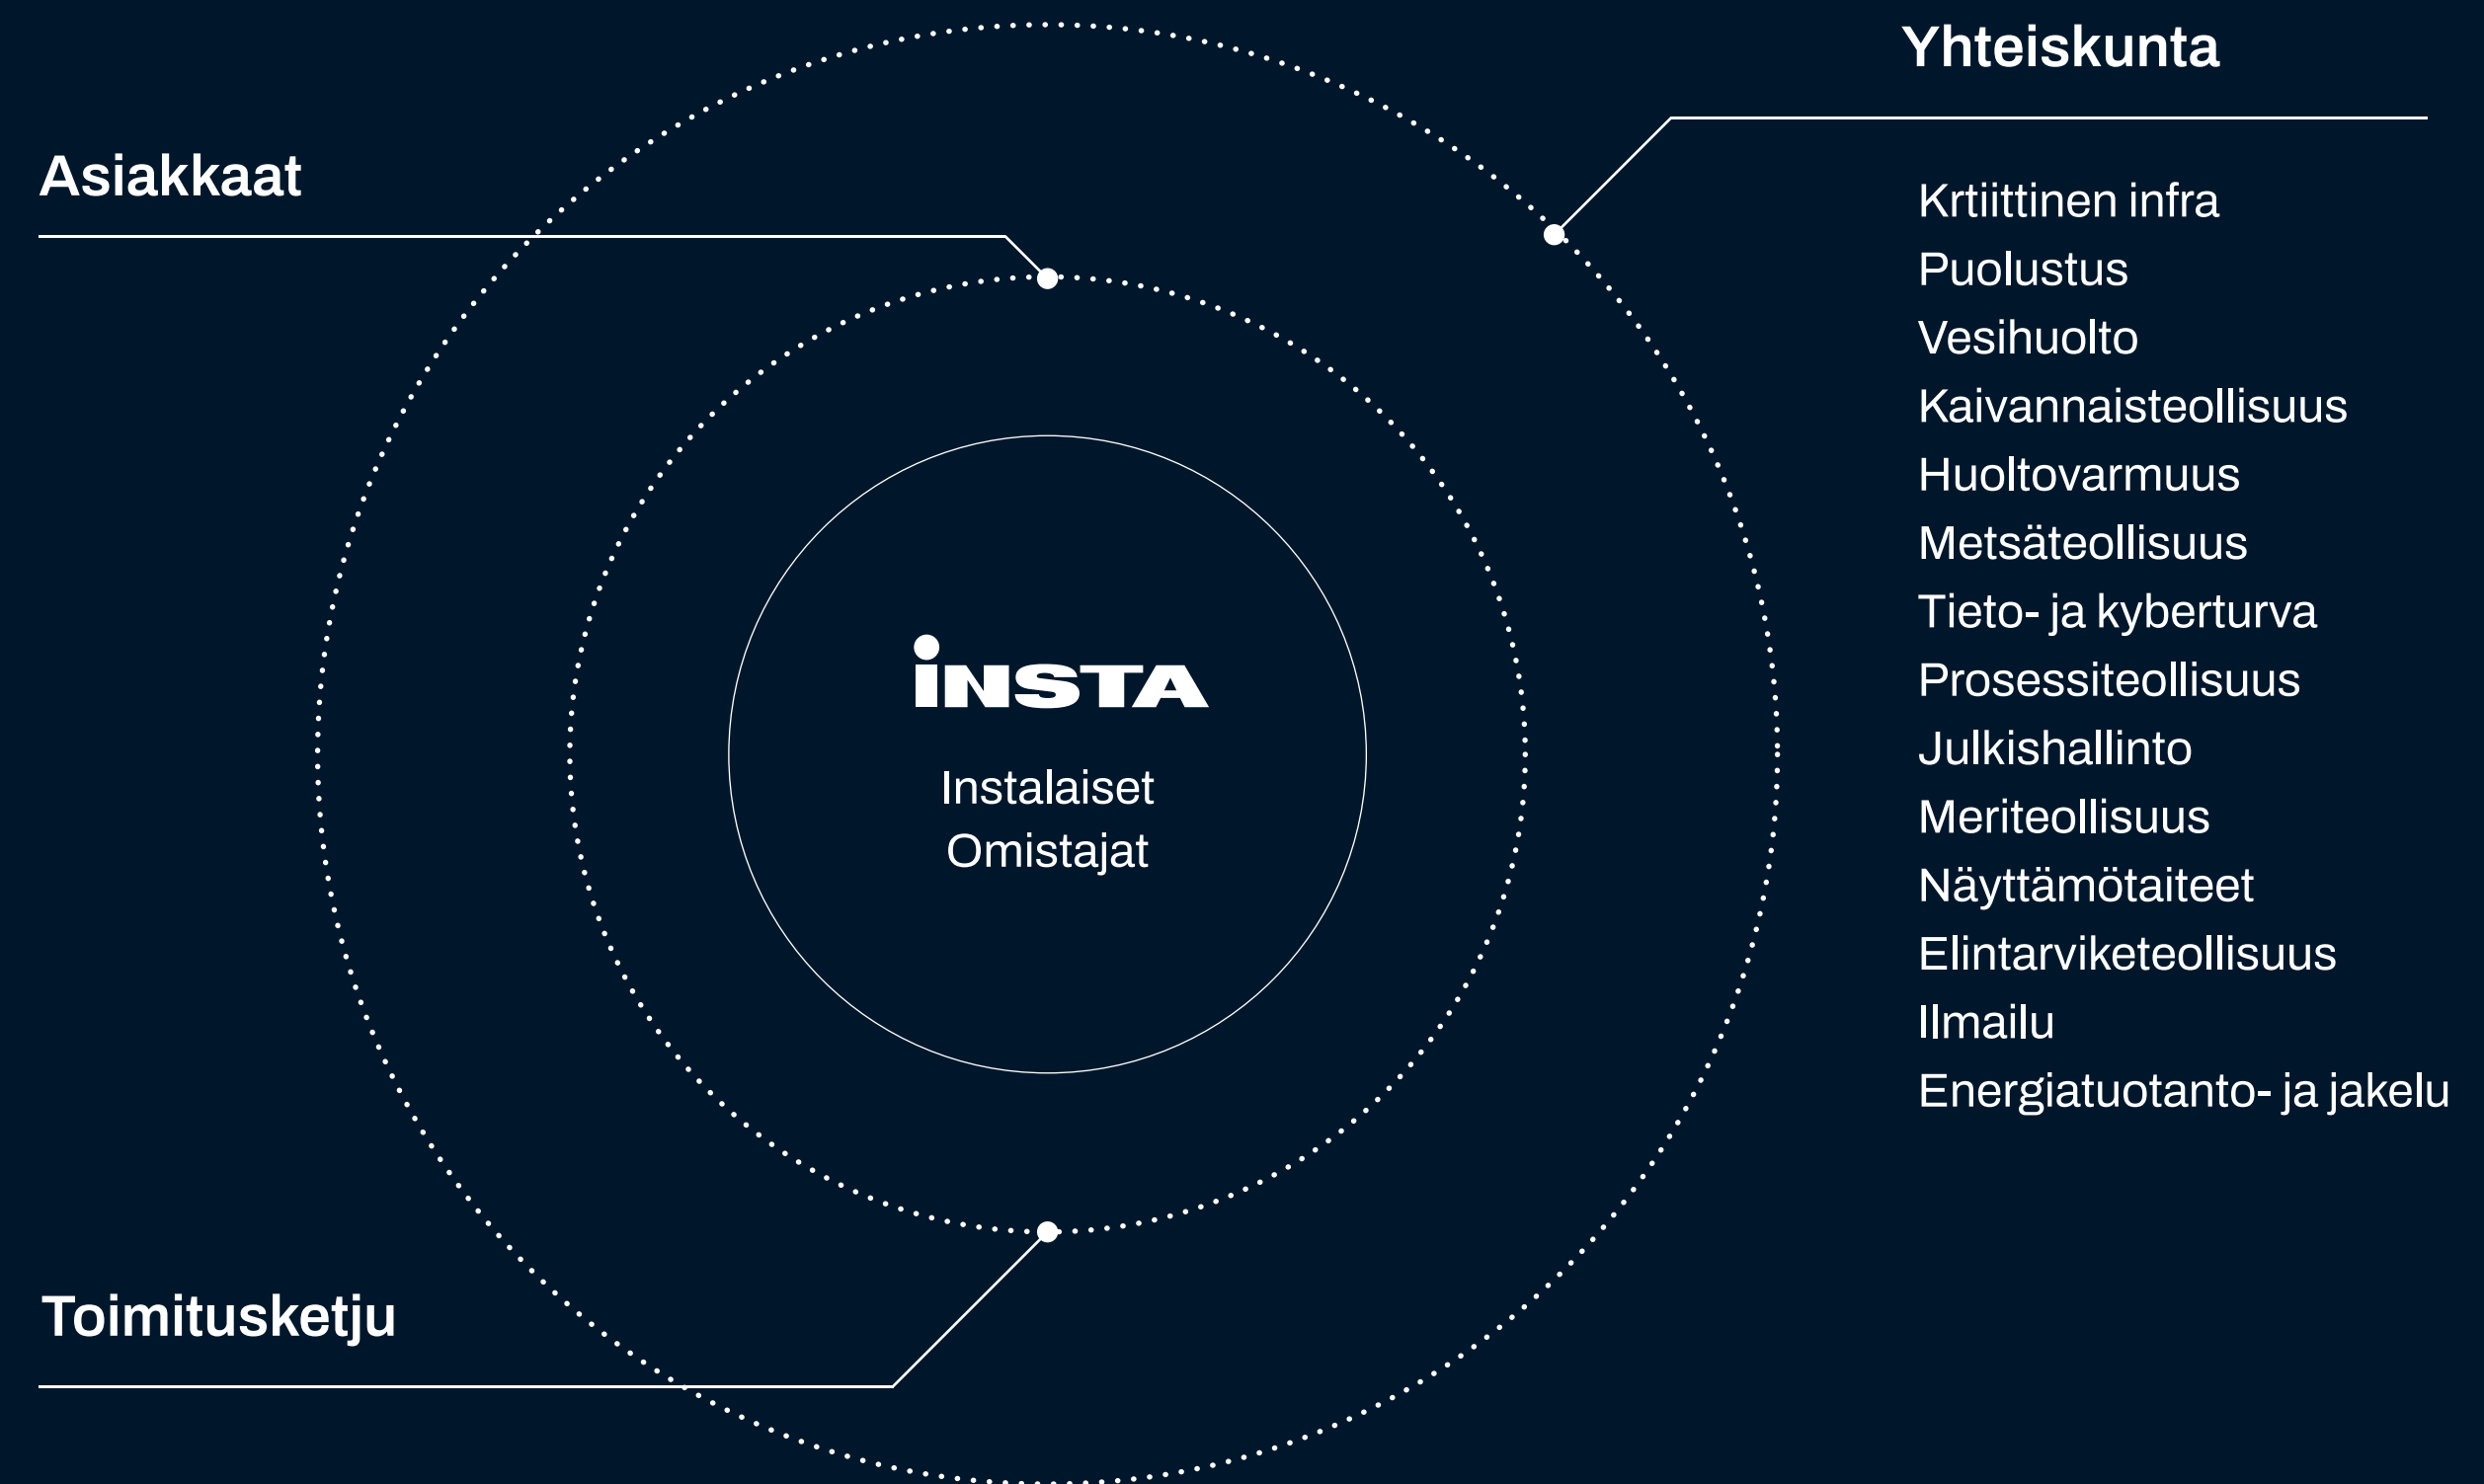 Yhteiskunta
Asiakkaat
Krtiittinen infra
Puolustus
Vesihuolto
Kaivannaisteollisuus
Huoltovarmuus
Metsäteollisuus
Tieto- ja kyberturva
Prosessiteollisuus
Julkishallinto
Meriteollisuus
Näyttämötaiteet
Elintarviketeollisuus
Ilmailu
Energiatuotanto- ja jakelu
iNSTA
Instalaiset
Omistajat
Toimitusketju